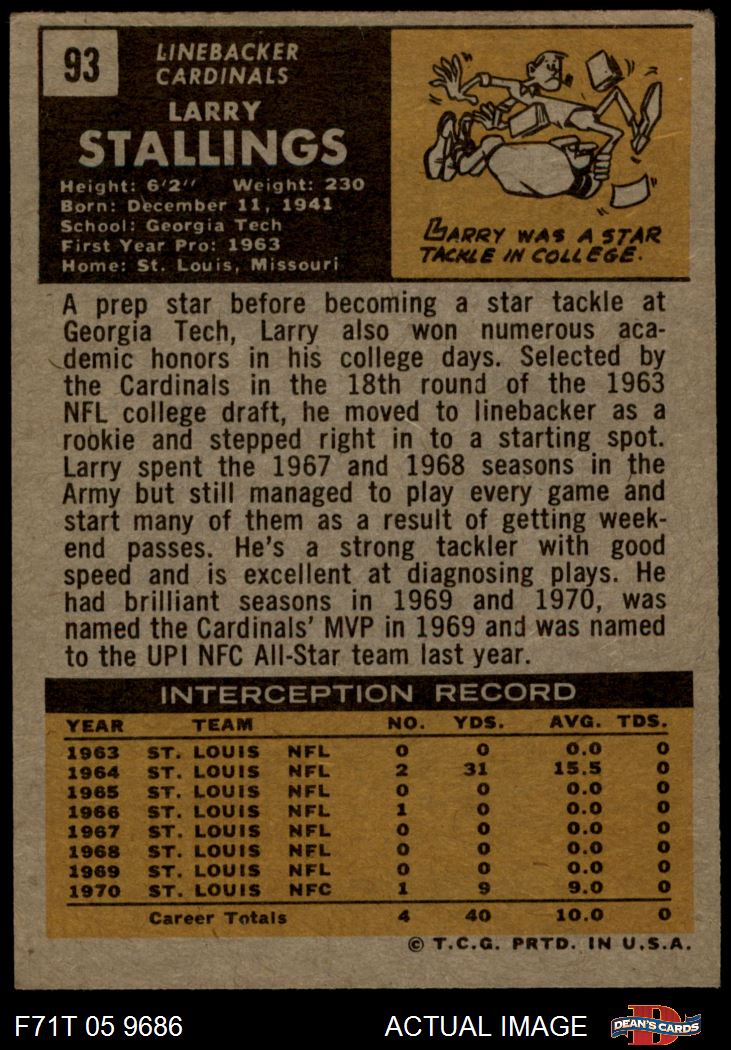 93
LINEBACKER
CARDINALS
LARRY
STALLINGS
Height: 6'2" Weight: 230
Born: December 11, 1941
School: Georgia Tech
First Year Pro: 1963
Home: St. Louis, Missouri
LARRY WAS A STAR
TACKLE IN COLLEGE.
A prep star before becoming a star tackle at
Georgia Tech, Larry also won numerous aca-
demic honors in his college days. Selected by
the Cardinals in the 18th round of the 1963
NFL college draft, he moved to linebacker as a
rookie and stepped right in to a starting spot.
Larry spent the 1967 and 1968 seasons in the
Army but still managed to play every game and
start many of them as a result of getting week-
end passes. He's a strong tackler with good
speed and is excellent at diagnosing plays. He
had brilliant seasons in 1969 and 1970, was
named the Cardinals' MVP in 1969 and was named
to the UPI NFC All-Star team last year.
INTERCEPTION RECORD
YEAR TEAM NO. YDS. AVG. TDS.
1963 ST. LOUIS NFL 0 0 0.0 0
1964 ST. LOUIS NFL 2 31 15.5 0
1965 ST. LOUIS NFL 0 0 0.0 0
1966 ST. LOUIS NFL 1 0 0.0 0
1967 ST. LOUIS NFL 0 0 0.0 0
1968 ST. LOUIS NFL 0 0 0.0 0
1969 ST. LOUIS NFL 0 0 0.0 0
1970 ST. LOUIS NFC 1 9 9.0 0
Career Totals 4 40 10.0 0
© T.C.G. PRTD. IN U.S.A.
F71T 05 9686 ACTUAL IMAGE
D
DEAN'S CARDS